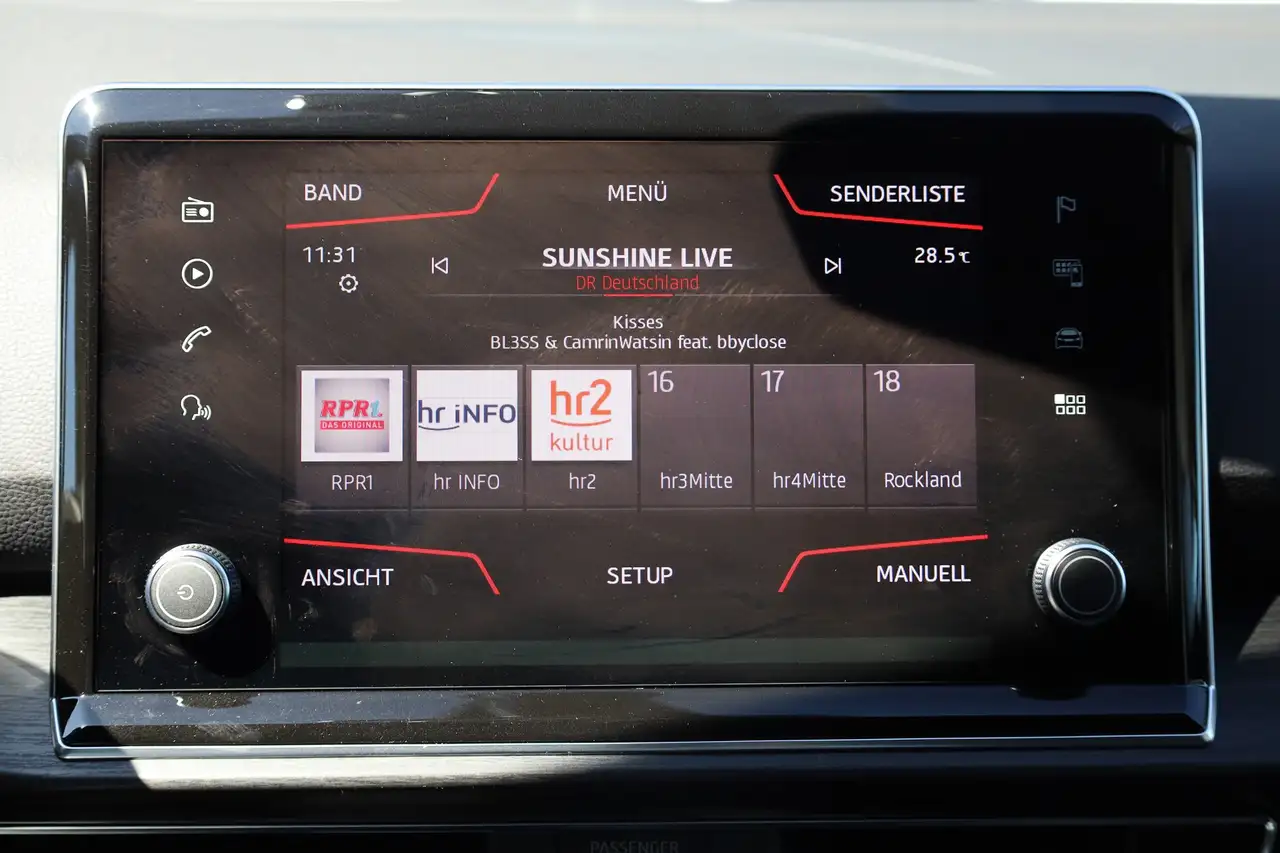 BAND MENÜ SENDERLISTE
11:31 SUNSHINE LIVE 28.5°C
DR Deutschland
Kisses
BL3SS & CamrinWatsin feat. bbyclose
RPR1.
DAS ORIGINAL
hr iNFO
hr2
kultur
16 17 18
RPR1 hr INFO hr2 hr3Mitte hr4Mitte Rockland
ANSICHT SETUP MANUELL
PASSENGER